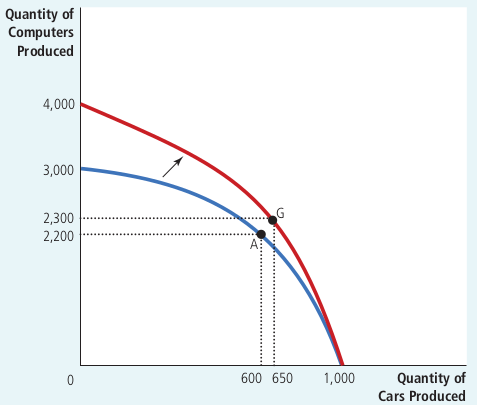 Quantity of
Computers
Produced
4,000
3,000
2,300
2,200
G
A
0
600 650 1,000
Quantity of
Cars Produced